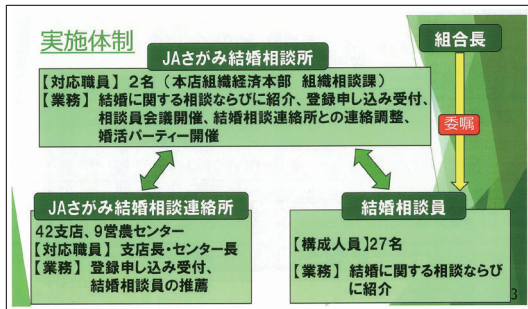 実施体制
組合長
JAさがみ結婚相談所
【対応職員】２名（本店組織経済本部　組織相談課）
【業務】結婚に関する相談ならびに紹介、登録申し込み受付、
相談員会議開催、結婚相談連絡所との連絡調整、
婚活パーティー開催
委嘱
JAさがみ結婚相談連絡所
42支店、9営農センター
【対応職員】支店長・センター長
【業務】登録申し込み受付、
結婚相談員の推薦
結婚相談員
【構成人員】27名
【業務】結婚に関する相談ならび
に紹介
3